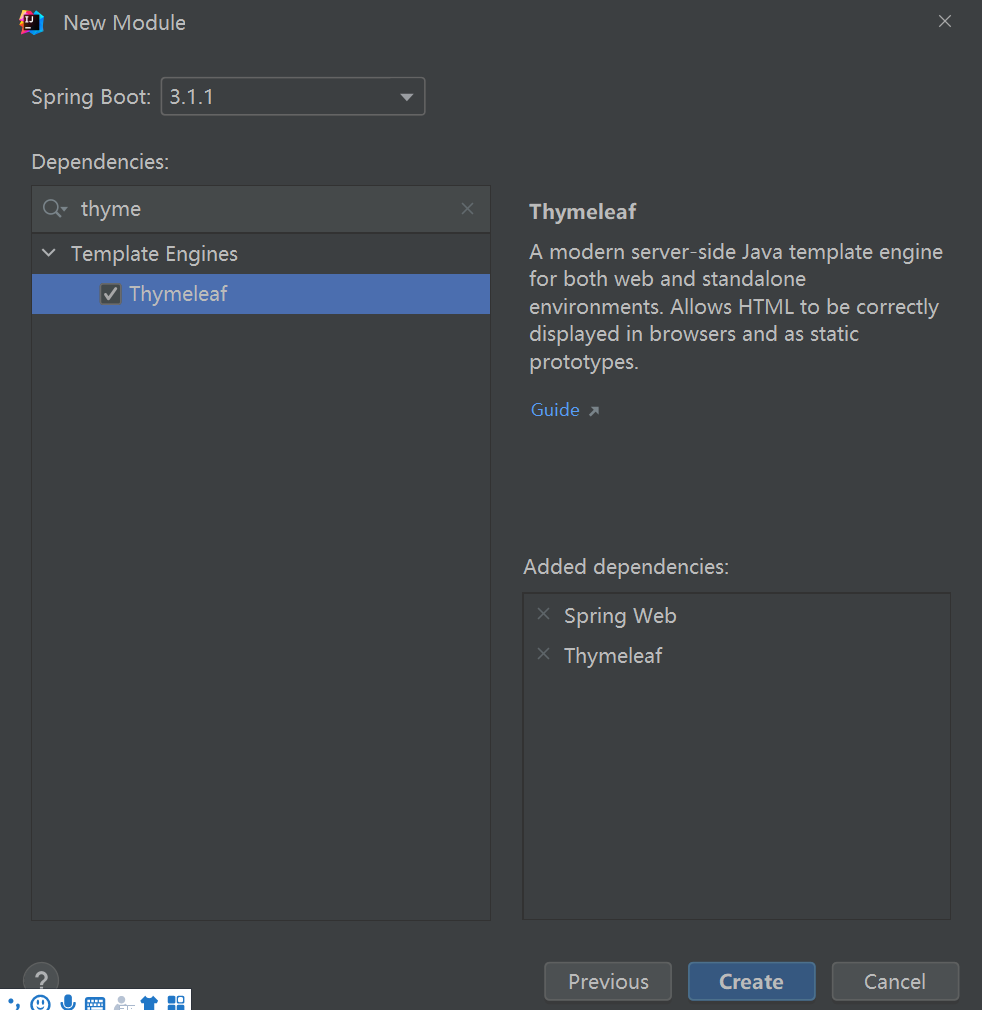 New Module
Spring Boot: 3.1.1
Dependencies:
thyme
Template Engines
Thymeleaf
Thymeleaf
A modern server-side Java template engine
for both web and standalone
environments. Allows HTML to be correctly
displayed in browsers and as static
prototypes.
Guide
Added dependencies:
Spring Web
Thymeleaf
?
Previous
Create
Cancel